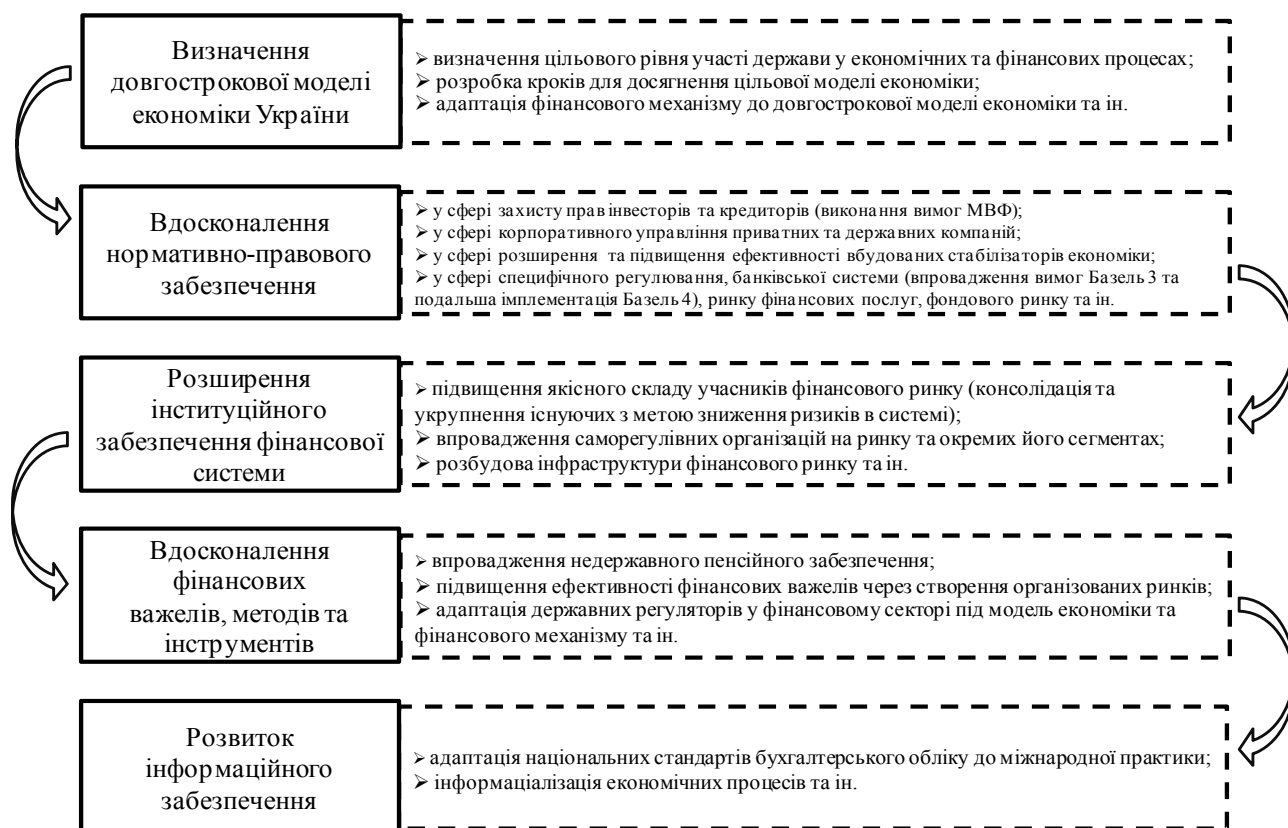 Визначення
довгострокової моделі
економіки України
➢ визначення цільового рівня участі держави у економічних та фінансових процесах;
➢ розробка кроків для досягнення цільової моделі економіки;
➢ адаптація фінансового механізму до довгострокової моделі економіки та ін.
Вдосконалення
нормативно-правового
забезпечення
➢ у сфері захисту прав інвесторів та кредиторів (виконання вимог МВФ);
➢ у сфері корпоративного управління приватних та державних компаній;
➢ у сфері розширення та підвищення ефективності вбудованих стабілізаторів економіки;
➢ у сфері специфічного регулювання, банківської системи (впровадження вимог Базель 3 та
подальша імплементація Базель 4), ринку фінансових послуг, фондового ринку та ін.
Розширення
інституційного
забезпечення фінансової
системи
➢ підвищення якісного складу учасників фінансового ринку (консолідація та
укрупнення існуючих з метою зниження ризиків в системі);
➢ впровадження саморегулівних організацій на ринку та окремих його сегментах;
➢ розбудова інфраструктури фінансового ринку та ін.
Вдосконалення
фінансових
важелів, методів та
інструментів
➢ впровадження недержавного пенсійного забезпечення;
➢ підвищення ефективності фінансових важелів через створення організованих ринків;
➢ адаптація державних регуляторів у фінансовому секторі під модель економіки та
фінансового механізму та ін.
Розвиток
інформаційного
забезпечення
➢ адаптація національних стандартів бухгалтерського обліку до міжнародної практики;
➢ інформаціалізація економічних процесів та ін.